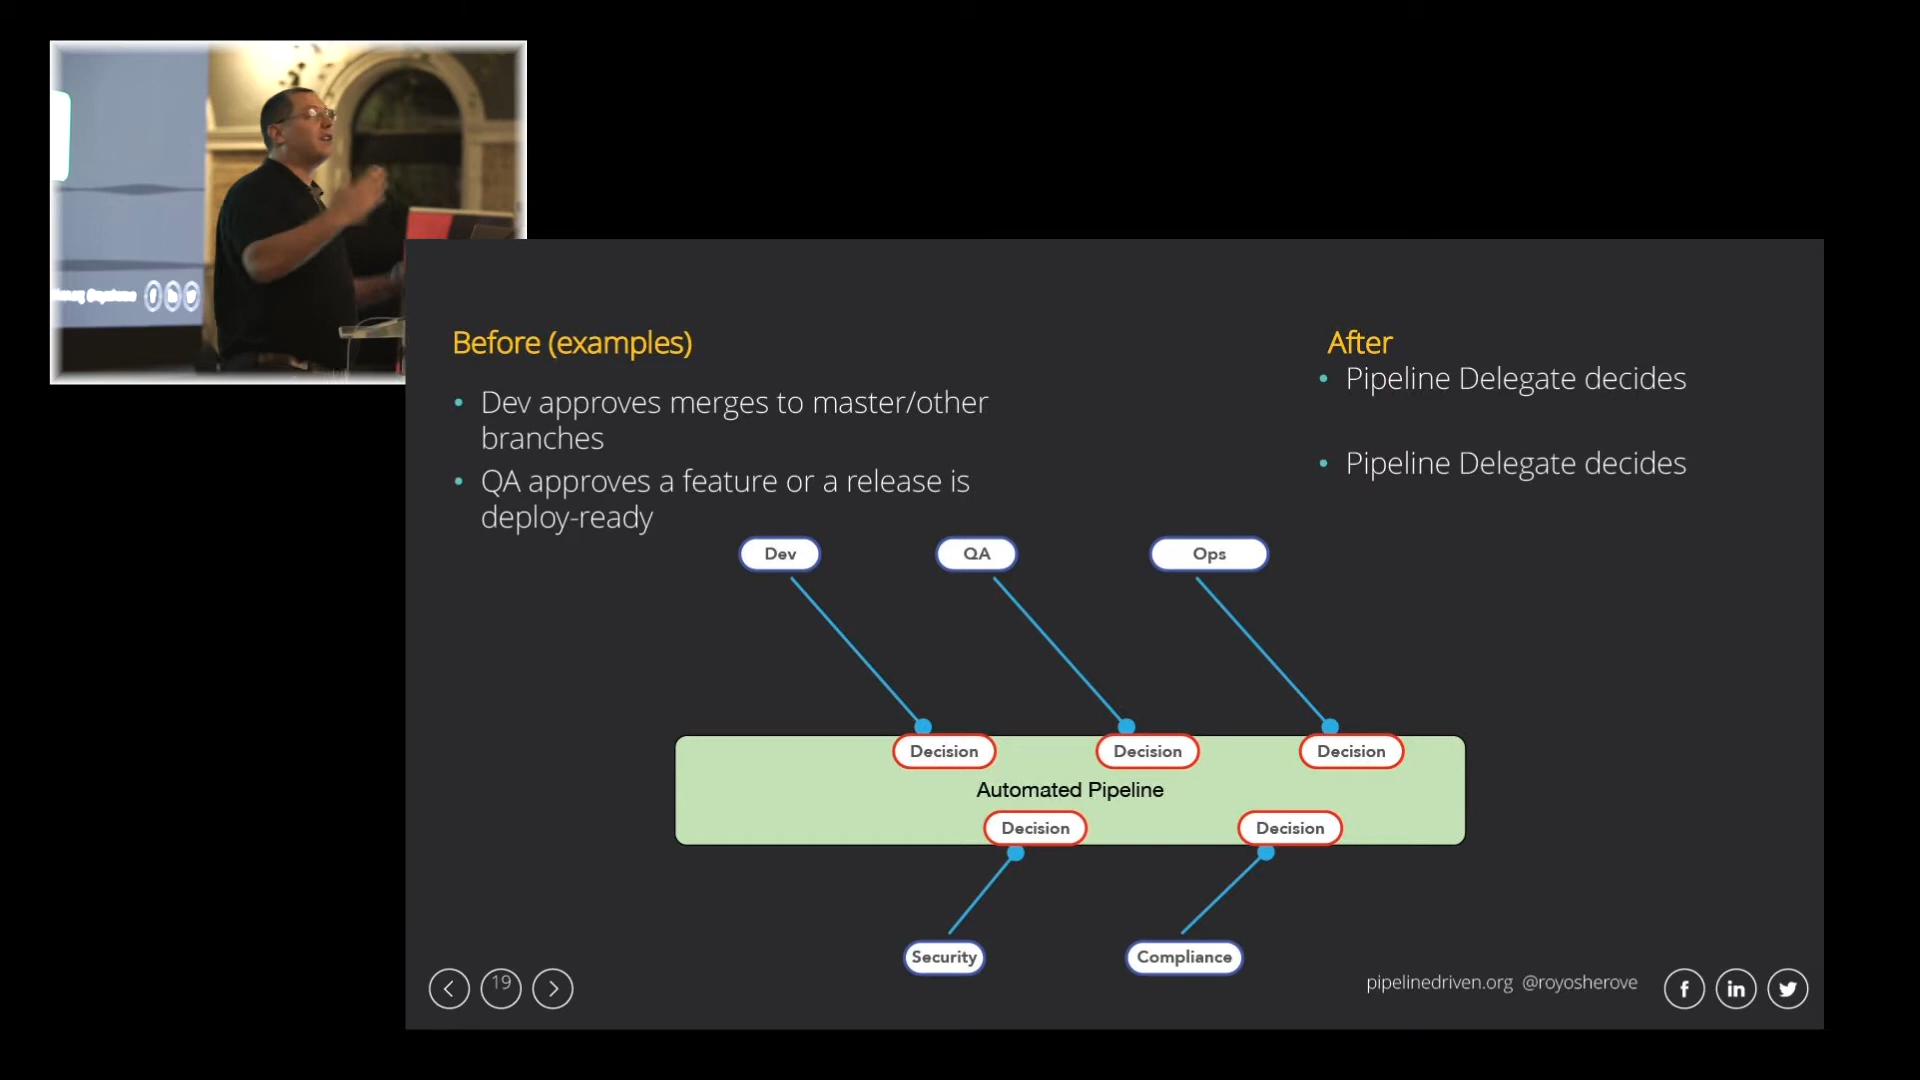 Before (examples)
• Dev approves merges to master/other
branches
• QA approves a feature or a release is
deploy-ready
After
• Pipeline Delegate decides
• Pipeline Delegate decides
Dev
QA
Ops
Decision
Decision
Decision
Automated Pipeline
Decision
Decision
Security
Compliance
19
pipelinedriven.org @royosherove
f
in